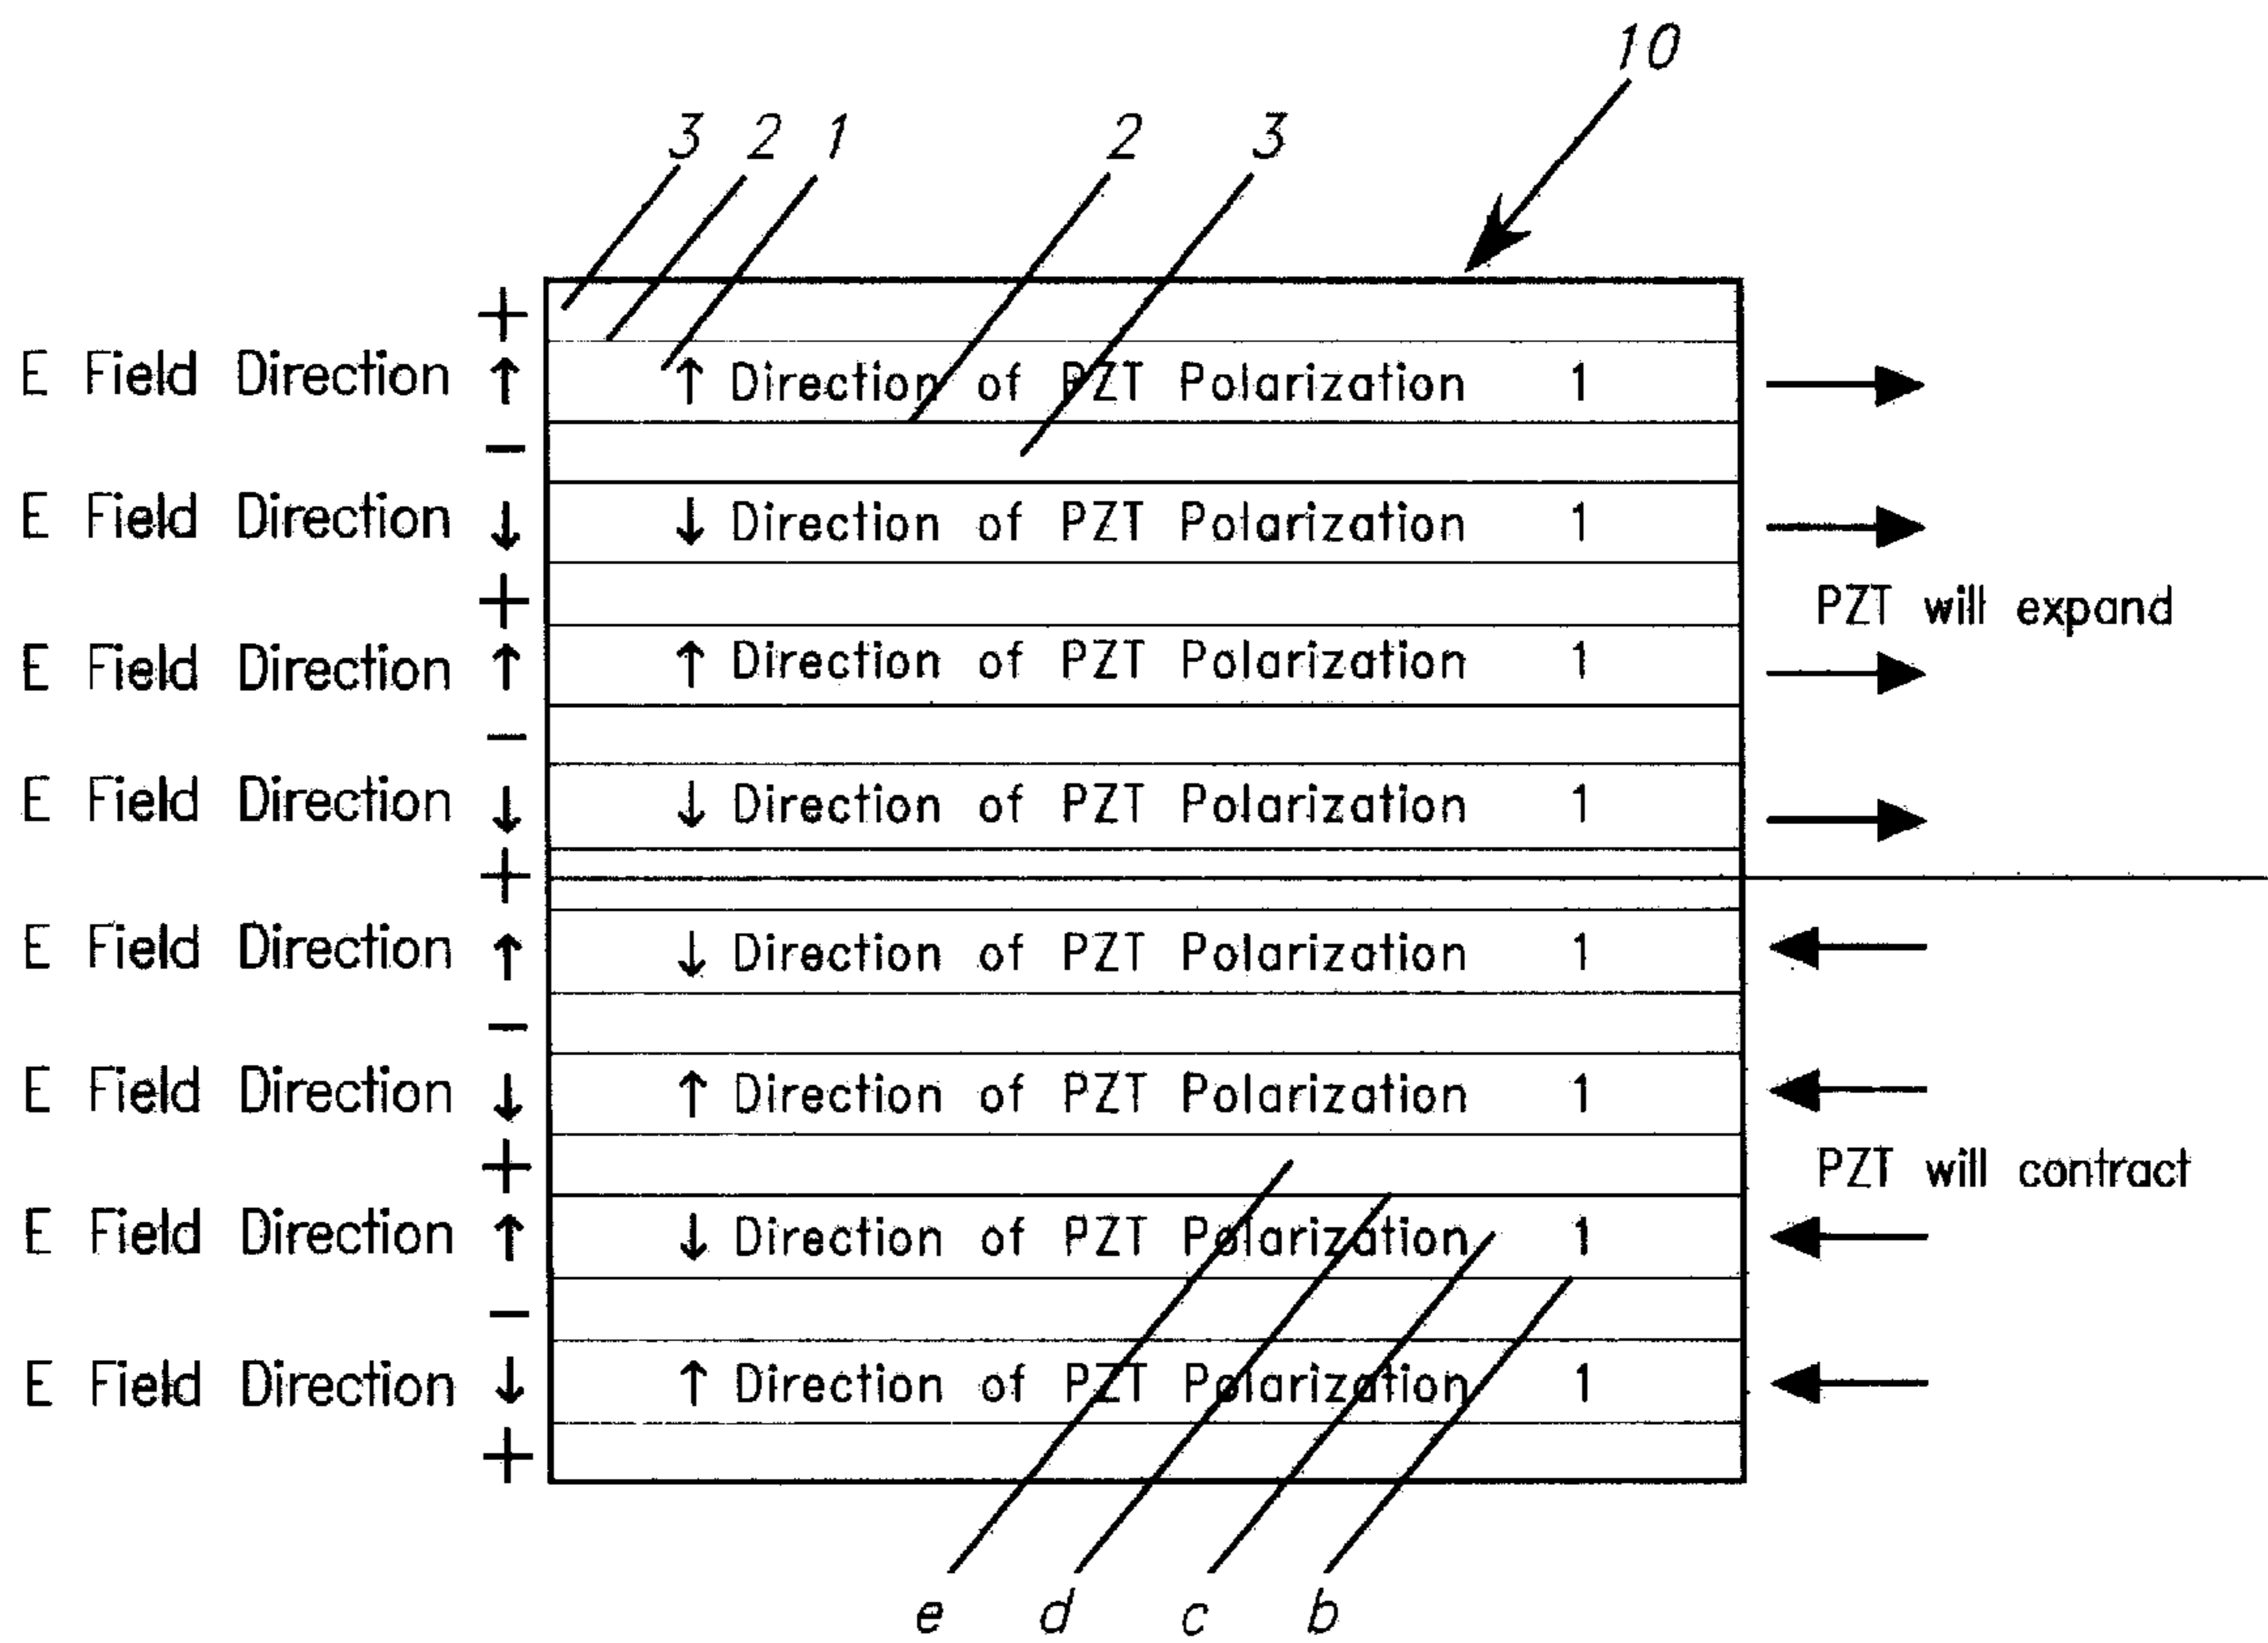 10
3 2 1 2 3
+
E Field Direction ↑ ↑ Direction of PZT Polarization 1
−
E Field Direction ↓ ↓ Direction of PZT Polarization 1
+
PZT will expand
E Field Direction ↑ ↑ Direction of PZT Polarization 1
−
E Field Direction ↓ ↓ Direction of PZT Polarization 1
+
E Field Direction ↑ ↓ Direction of PZT Polarization 1
−
E Field Direction ↓ ↑ Direction of PZT Polarization 1
+
PZT will contract
E Field Direction ↑ ↓ Direction of PZT Polarization 1
−
E Field Direction ↓ ↑ Direction of PZT Polarization 1
+
e d c b